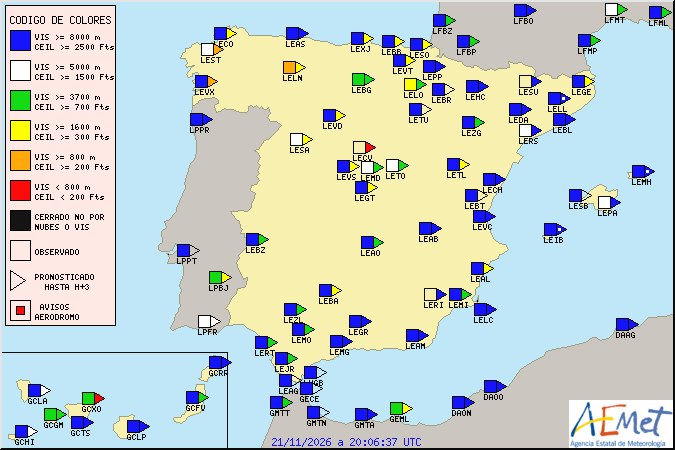 CODIGO DE COLORES
VIS >= 8000 m
CEIL >= 2500 Fts
VIS >= 5000 m
CEIL >= 1500 Fts
VIS >= 3700 m
CEIL >= 700 Fts
VIS >= 1600 m
CEIL >= 300 Fts
VIS >= 800 m
CEIL >= 200 Fts
VIS < 800 m
CEIL < 200 Fts
CERRADO NO POR
NUBES O VIS
OBSERVADO
PRONOSTICADO
HASTA H+3
AVISOS
AERODROMO
LFBO
LFMT
LFML
LFBZ
LECO
LEAS
LEXJ
LEBB
LESO
LFBP
LFMP
LEST
LEVT
LEPP
LELN
LEVX
LEBG
LELO
LEBR
LEHC
LESU
LEGE
LELL
LPPR
LEVD
LETU
LEZG
LEDA
LEBL
LESA
LERS
LECV
LEVS
LEMD
LETO
LETL
LEMH
LEGT
LECH
LEBT
LESB
LEPA
LEVC
LEAB
LEIB
LEBZ
LEAO
LPPT
LEAL
LPBJ
LEBA
LERI
LEMI
LEZL
LELC
LPFR
LEMO
LEGR
DAAG
LERT
LEMG
LEAM
LEJR
GCRR
LEAG
LXGB
GCLA
GCXO
GCFV
GECE
DAOO
GMTT
GCGM
GMTN
GMTA
GEML
DAON
GCHI
GCTS
GCLP
21/11/2026 a 20:06:37 UTC
AEMet
Agencia Estatal de Meteorología